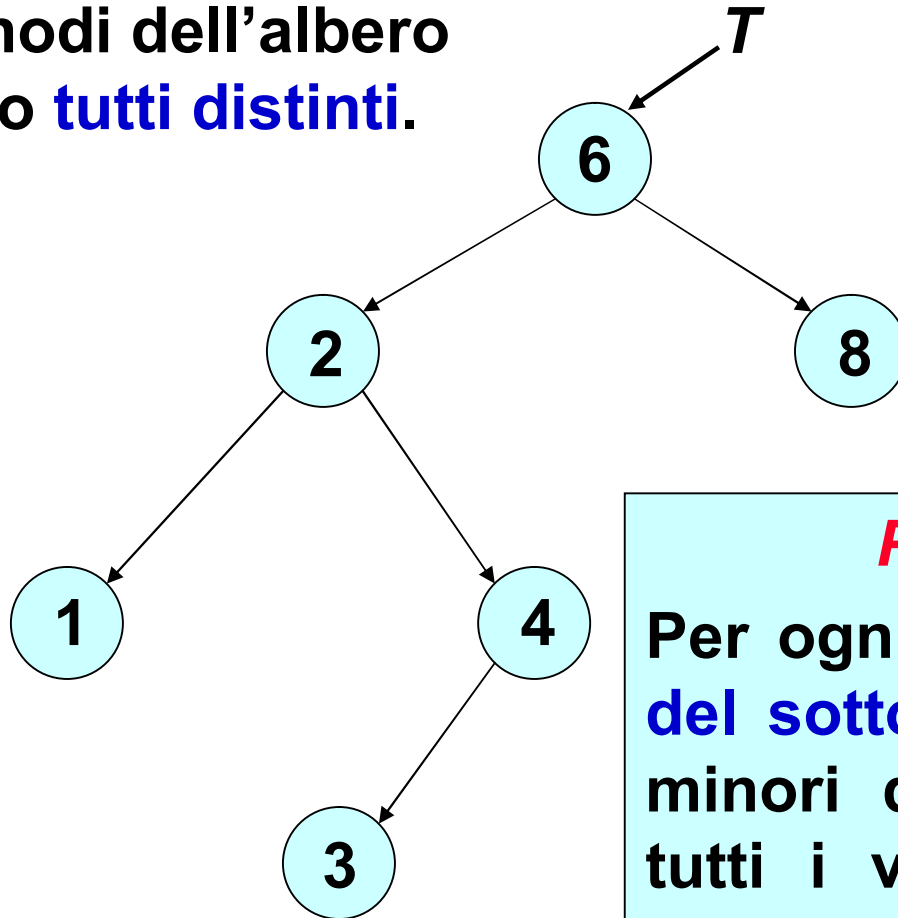 nodi dell'albero
o tutti distinti.
T
6
2
8
1
4
3
P
Per ogn
del sotto
minori d
tutti i v